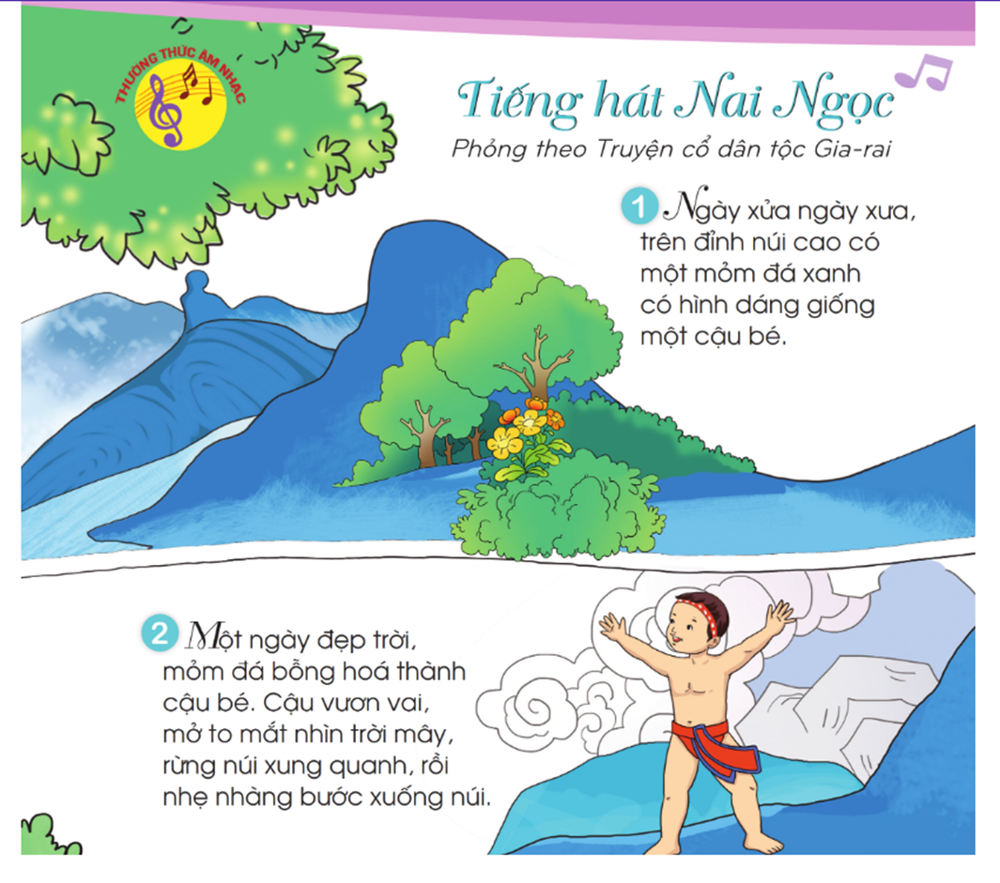 THƯỜNG THỨC ÂM NHẠC
Tiếng hát Nai Ngọc
Phỏng theo Truyện cổ dân tộc Gia-rai
1 Ngày xửa ngày xưa,
trên đỉnh núi cao có
một mỏm đá xanh
có hình dáng giống
một cậu bé.
2 Một ngày đẹp trời,
mỏm đá bỗng hoá thành
cậu bé. Cậu vươn vai,
mở to mắt nhìn trời mây,
rừng núi xung quanh, rồi
nhẹ nhàng bước xuống núi.